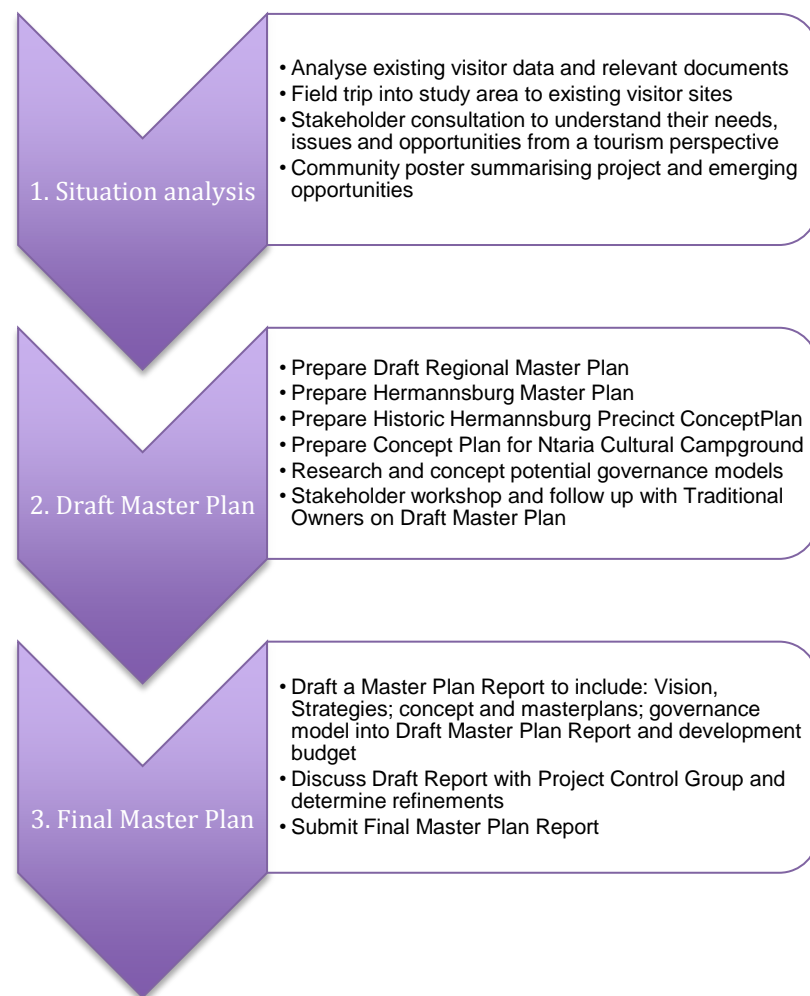 1. Situation analysis
• Analyse existing visitor data and relevant documents
• Field trip into study area to existing visitor sites
• Stakeholder consultation to understand their needs,
issues and opportunities from a tourism perspective
• Community poster summarising project and emerging
opportunities
2. Draft Master Plan
• Prepare Draft Regional Master Plan
• Prepare Hermannsburg Master Plan
• Prepare Historic Hermannsburg Precinct ConceptPlan
• Prepare Concept Plan for Ntaria Cultural Campground
• Research and concept potential governance models
• Stakeholder workshop and follow up with Traditional
Owners on Draft Master Plan
3. Final Master Plan
• Draft a Master Plan Report to include: Vision,
Strategies; concept and masterplans; governance
model into Draft Master Plan Report and development
budget
• Discuss Draft Report with Project Control Group and
determine refinements
• Submit Final Master Plan Report